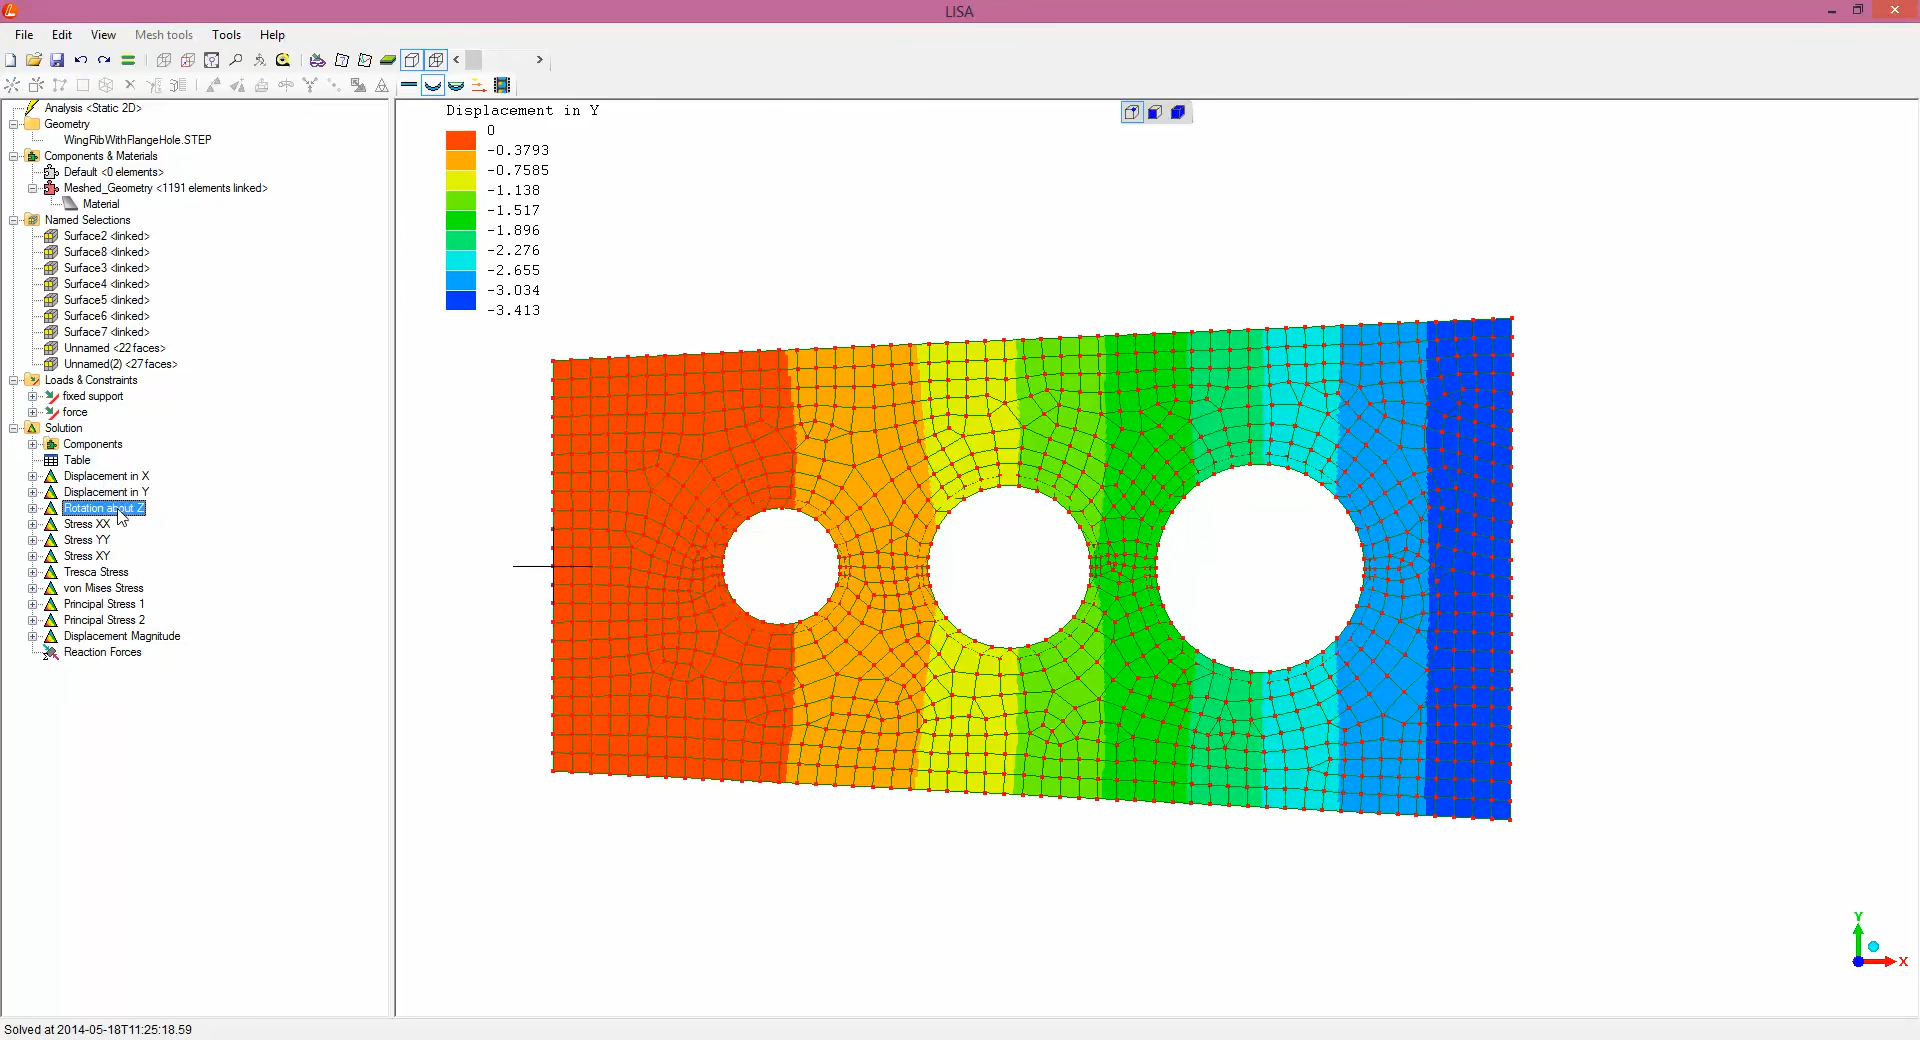 LISA
File Edit View Mesh tools Tools Help
Analysis <Static 2D>
Geometry
WingRibWithFlangeHole.STEP
Components & Materials
Default <0 elements>
Meshed_Geometry <1191 elements linked>
Material
Named Selections
Surface2 <linked>
Surface8 <linked>
Surface3 <linked>
Surface4 <linked>
Surface5 <linked>
Surface6 <linked>
Surface7 <linked>
Unnamed <22 faces>
Unnamed(2) <27 faces>
Loads & Constraints
fixed support
force
Solution
Components
Table
Displacement in X
Displacement in Y
Rotation about Z
Stress XX
Stress YY
Stress XY
Tresca Stress
von Mises Stress
Principal Stress 1
Principal Stress 2
Displacement Magnitude
Reaction Forces
Displacement in Y
0
-0.3793
-0.7585
-1.138
-1.517
-1.896
-2.276
-2.655
-3.034
-3.413
Y
X
Solved at 2014-05-18T11:25:18.59